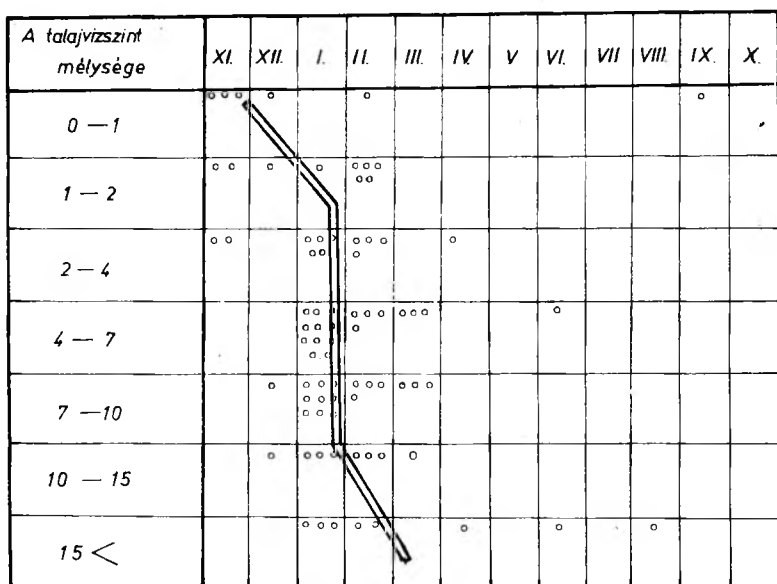 A talajvízszint
mélysége
XI. XII. I. II. III. IV. V VI. VII VIII. IX. X.
0 — 1
1 — 2
2 — 4
4 — 7
7 — 10
10 — 15
15 <